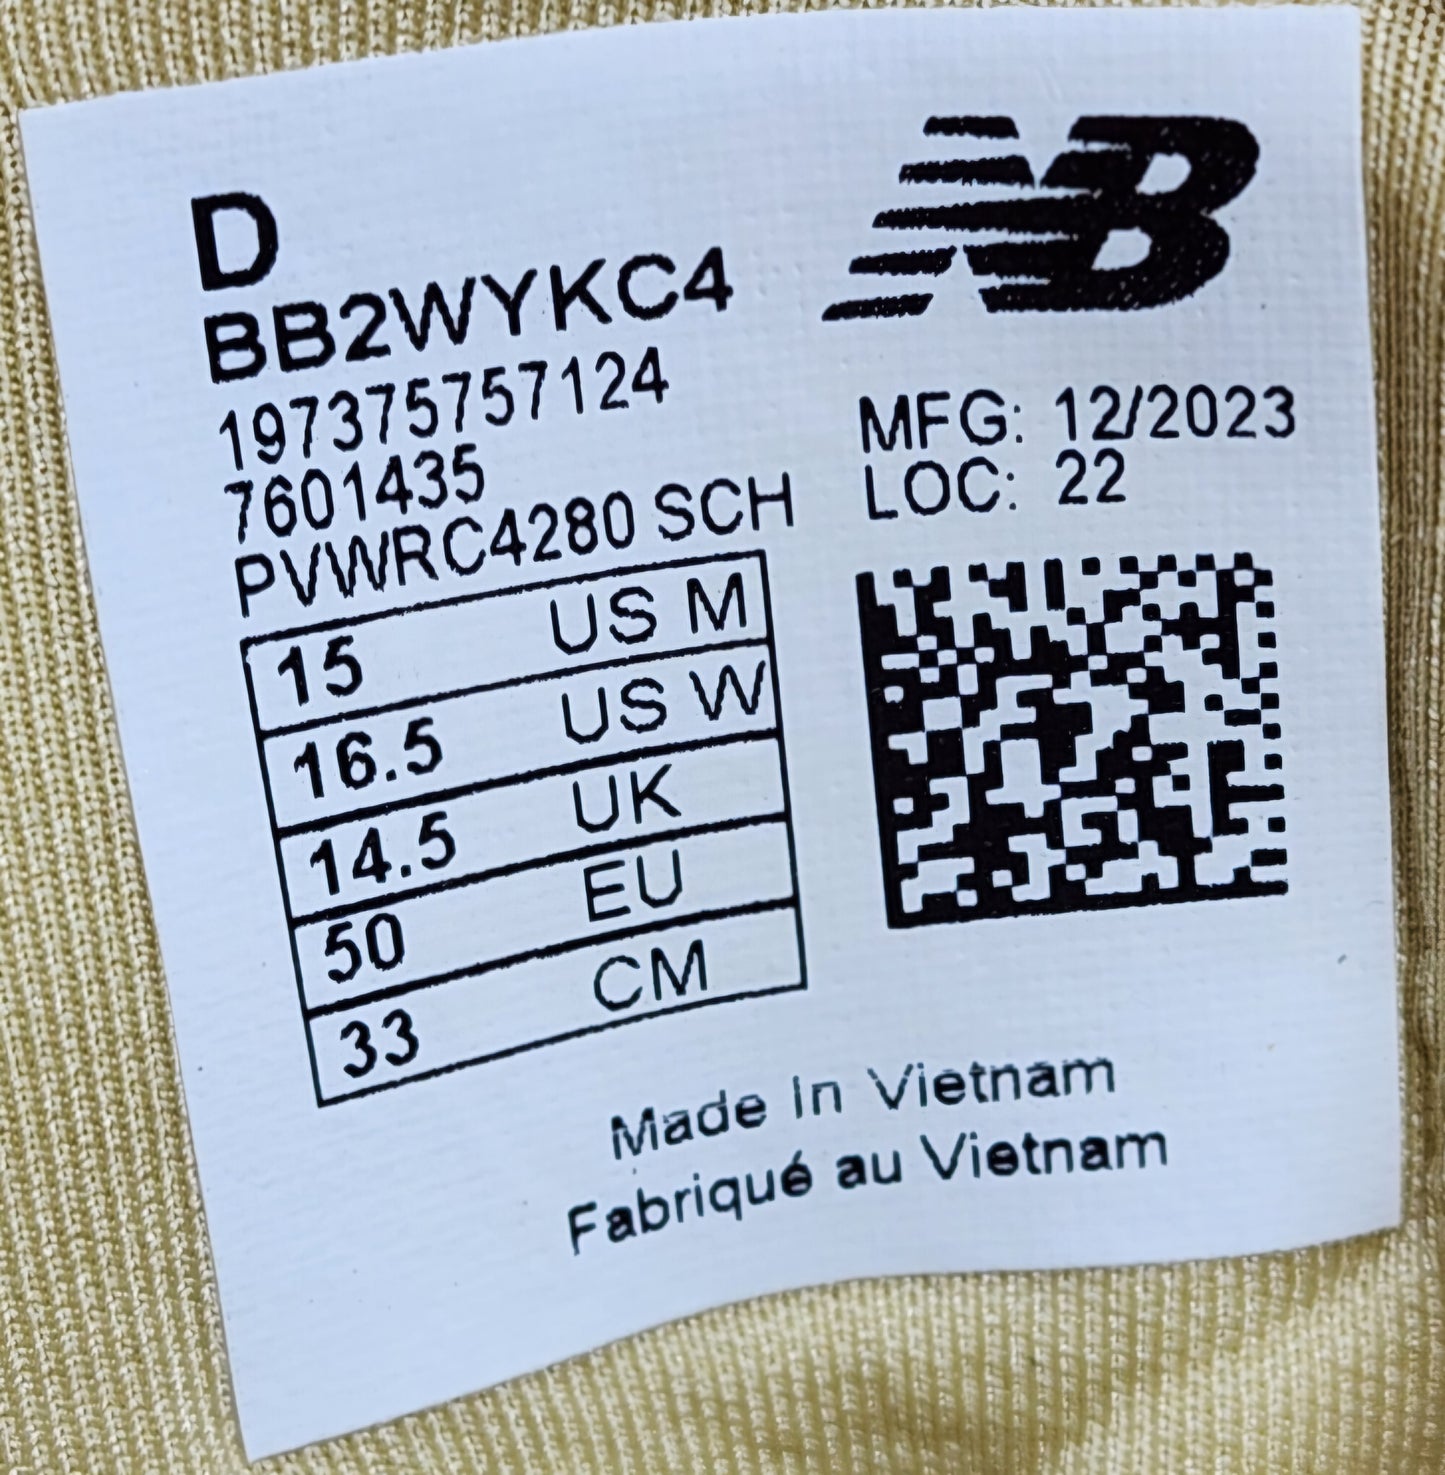 NB
D
BB2WYKC4
197375757124
7601435
PVWRC4280 SCH
MFG: 12/2023
LOC: 22
15 US M
16.5 US W
14.5 UK
50 EU
33 CM
Made In Vietnam
Fabriqué au Vietnam